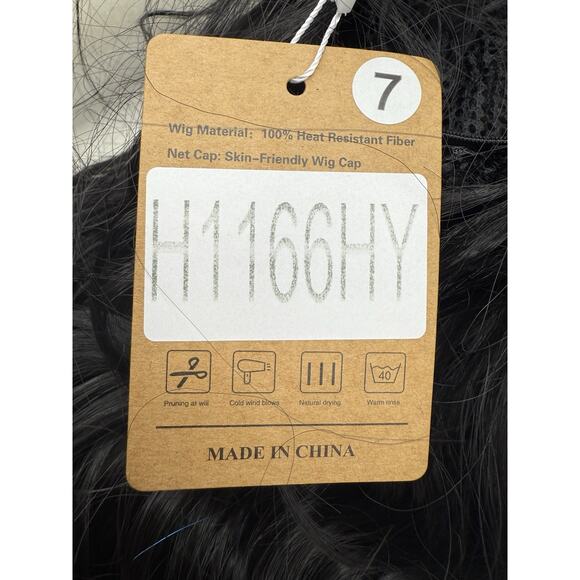 7
Wig Material: 100% Heat Resistant Fiber
Net Cap: Skin-Friendly Wig Cap
H1166HY
40
Pruning at will
Cold wind blows
Natural drying
Warm rinse
MADE IN CHINA